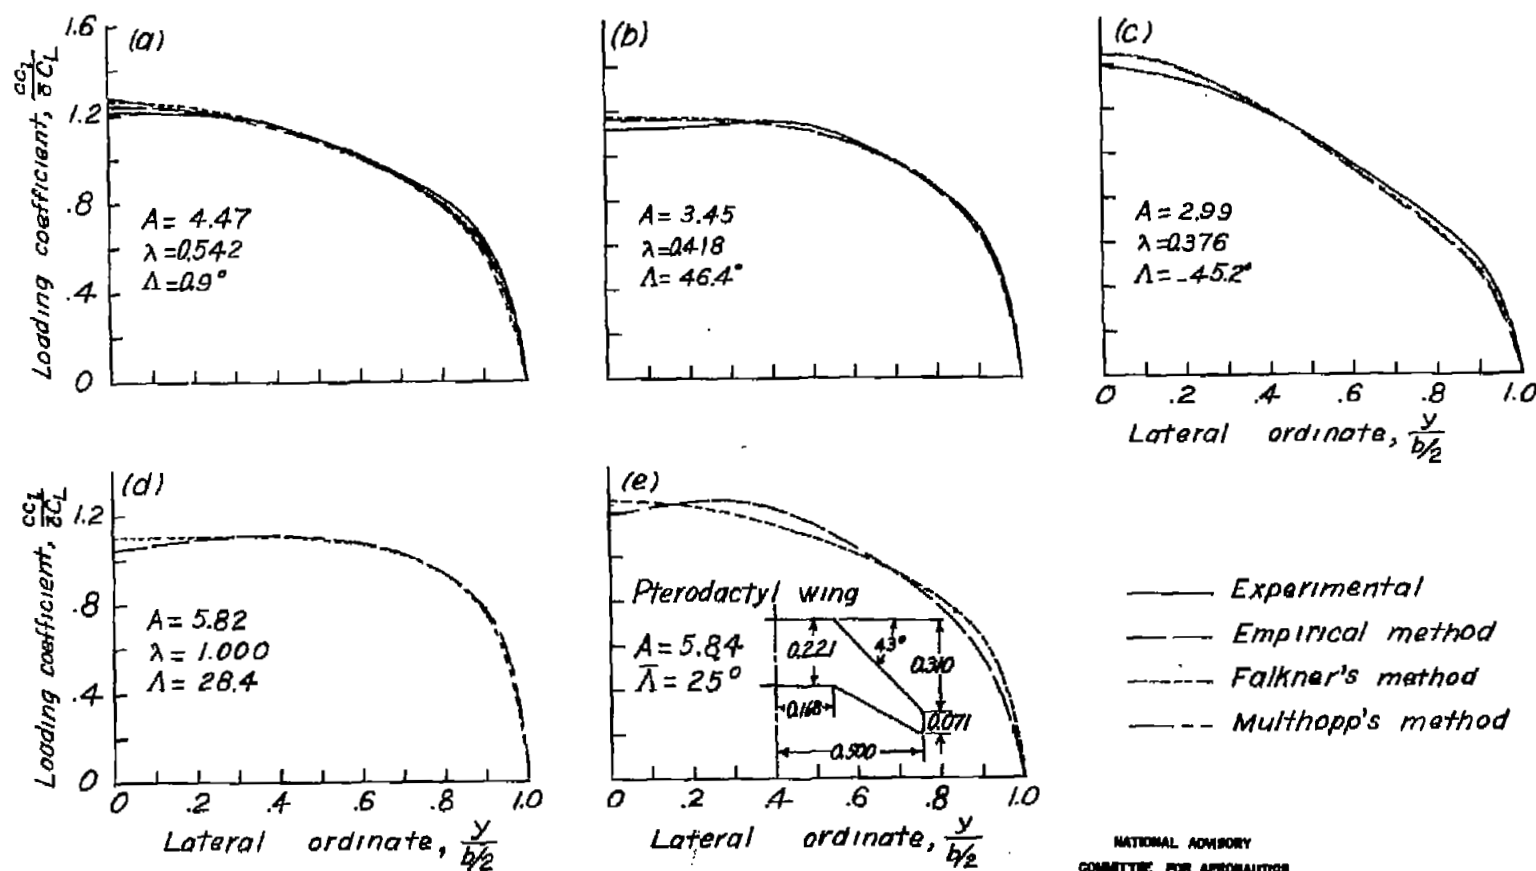 (a)
1.6
1.2
.8
.4
0
Loading coefficient, cc_l / c̄C_L
A = 4.47
λ = 0.542
Λ = 0.9°
(b)
A = 3.45
λ = 0.418
Λ = 46.4°
(c)
A = 2.99
λ = 0.376
Λ = -45.2°
0 .2 .4 .6 .8 1.0
Lateral ordinate, y / b/2
(d)
1.2
.8
.4
0
Loading coefficient, cc_l / c̄C_L
A = 5.82
λ = 1.000
Λ = 28.4
0 .2 .4 .6 .8 1.0
Lateral ordinate, y / b/2
(e)
Pterodactyl wing
A = 5.84
Λ̄ = 25°
0.221
43°
0.310
0.168
0.071
0.500
0 .2 .4 .6 .8 1.0
Lateral ordinate, y / b/2
Experimental
Empirical method
Falkner's method
Multhopp's method
NATIONAL ADVISORY
COMMITTEE FOR AERONAUTICS